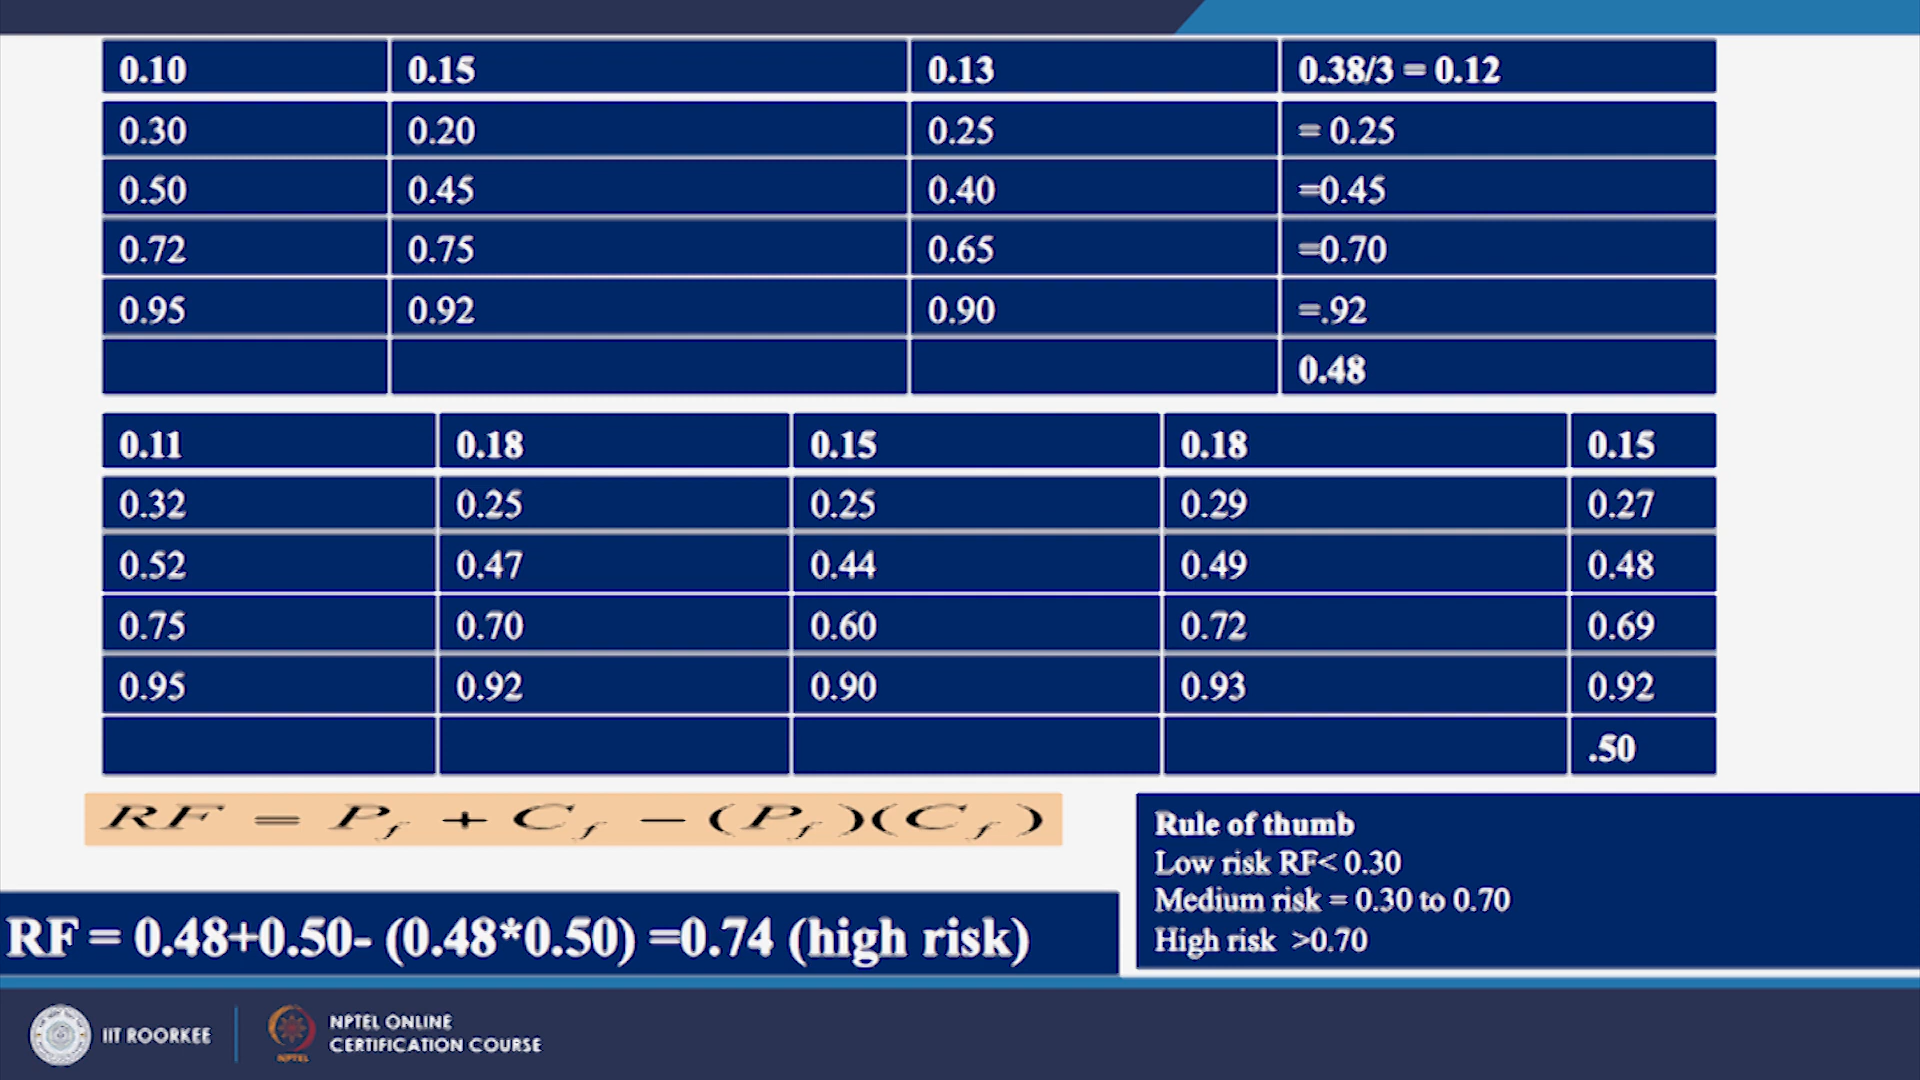 0.10 0.15 0.13 0.38/3 = 0.12
0.30 0.20 0.25 = 0.25
0.50 0.45 0.40 =0.45
0.72 0.75 0.65 =0.70
0.95 0.92 0.90 =.92
0.48
0.11 0.18 0.15 0.18 0.15
0.32 0.25 0.25 0.29 0.27
0.52 0.47 0.44 0.49 0.48
0.75 0.70 0.60 0.72 0.69
0.95 0.92 0.90 0.93 0.92
.50
RF = P_f + C_f − (P_f)(C_f)
RF = 0.48+0.50- (0.48*0.50) =0.74 (high risk)
Rule of thumb
Low risk RF< 0.30
Medium risk = 0.30 to 0.70
High risk >0.70
IIT ROORKEE
NPTEL
NPTEL ONLINE
CERTIFICATION COURSE